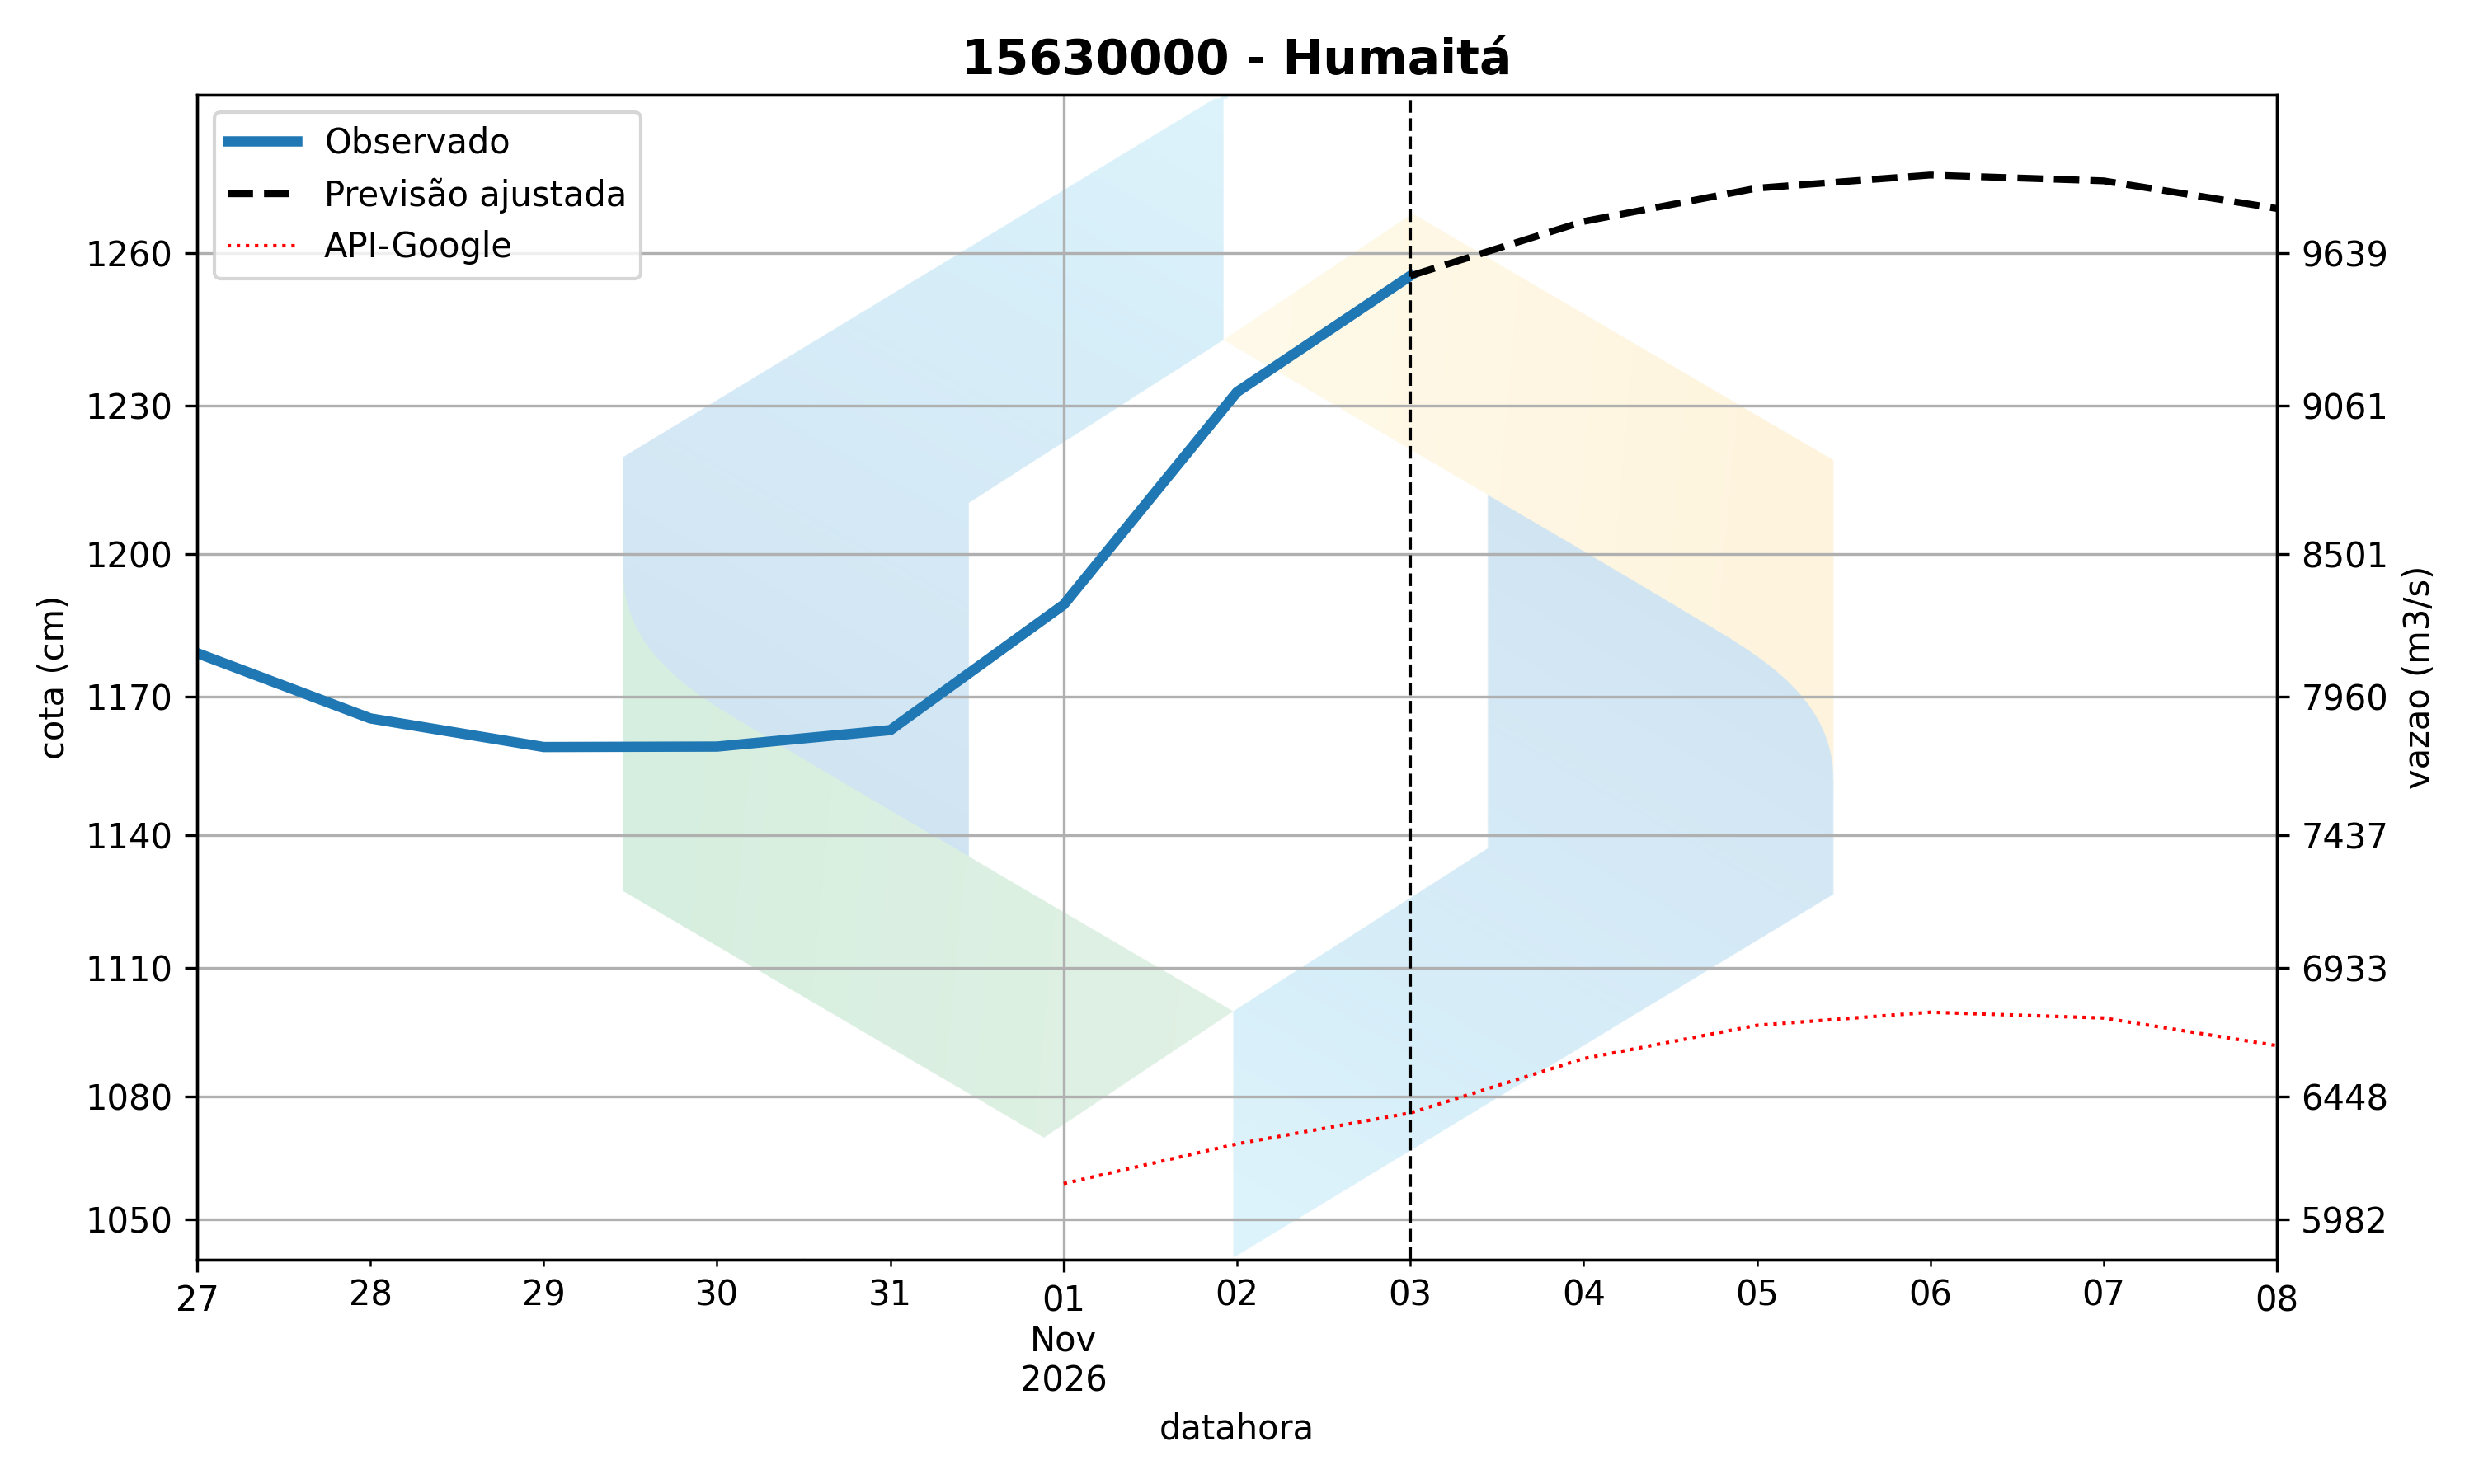 15630000 - Humaitá
Observado
Previsão ajustada
API-Google
1260
1230
1200
1170
1140
1110
1080
1050
cota (cm)
9639
9061
8501
7960
7437
6933
6448
5982
vazao (m3/s)
27 28 29 30 31 01 02 03 04 05 06 07 08
Nov
2026
datahora